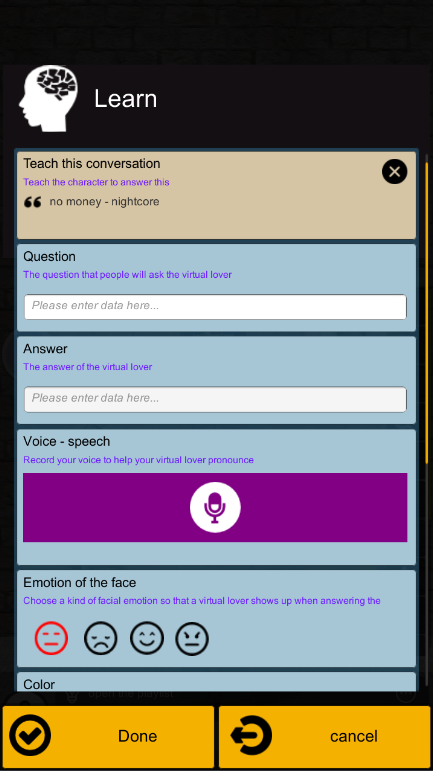 Learn
Teach this conversation
Teach the character to answer this
no money - nightcore
Question
The question that people will ask the virtual lover
Please enter data here...
Answer
The answer of the virtual lover
Please enter data here...
Voice - speech
Record your voice to help your virtual lover pronounce
Emotion of the face
Choose a kind of facial emotion so that a virtual lover shows up when answering the
Color
Done
cancel